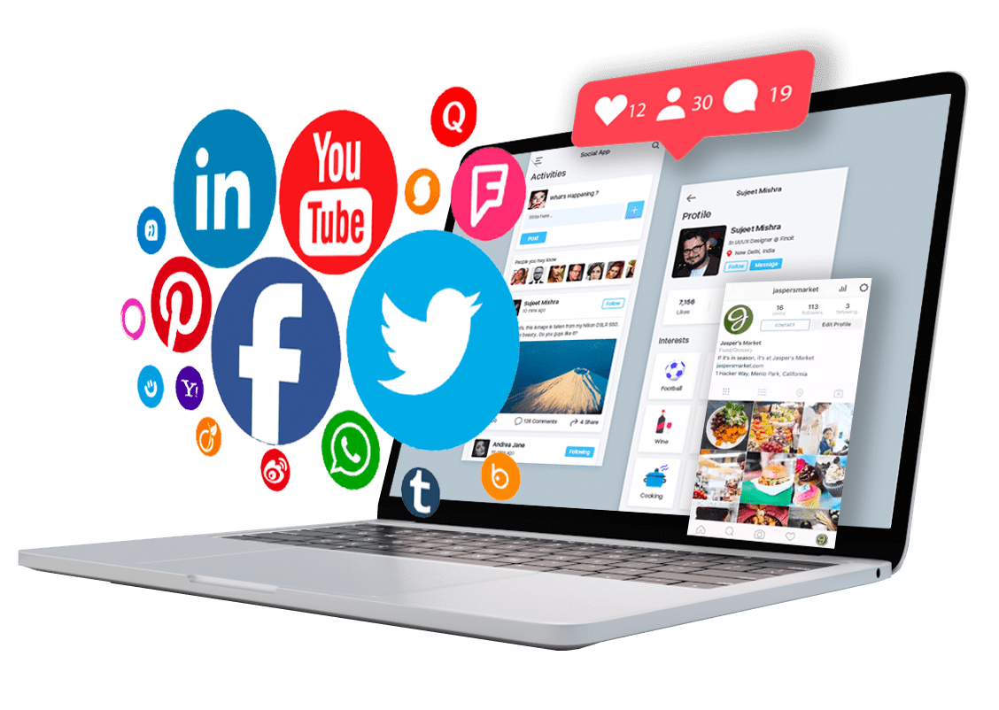 12 30 19
in
You
Tube
Q
Social App
Activities
What's Happening ?
Write here...
Post
People you may know
Sujeet Mishra
10 mins ago
Follow
this image is taken from my Nikon DSLR SSD.
beauty. Do you guys like it?
128 Comments
4 Share
Andrea Jane
mins ago
Following
Sujeet Mishra
Profile
Sujeet Mishra
Sr.UI/UX Designer @ Finoit
New Delhi, India
Follow Message
7,156
Likes
Interests
Football
Wine
Cooking
jaspersmarket
16 113 3
posts followers following
CONTACT Edit Profile
Jasper's Market
Food/Grocery
If it's in season, it's at Jasper's Market
jaspersmarket.com
1 Hacker Way, Menlo Park, California
f
Y!
t
b